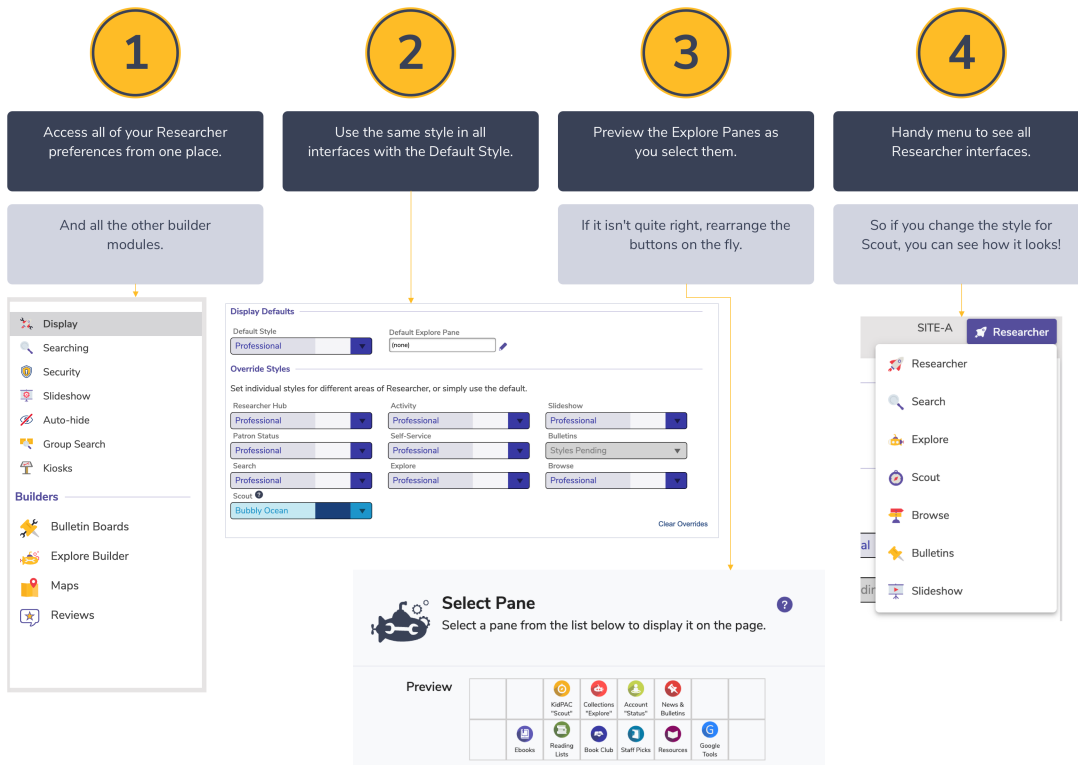 1
Access all of your Researcher
preferences from one place.
And all the other builder
modules.
2
Use the same style in all
interfaces with the Default Style.
3
Preview the Explore Panes as
you select them.
If it isn't quite right, rearrange the
buttons on the fly.
4
Handy menu to see all
Researcher interfaces.
So if you change the style for
Scout, you can see how it looks!
Display
Searching
Security
Slideshow
Auto-hide
Group Search
Kiosks
Builders
Bulletin Boards
Explore Builder
Maps
Reviews
Display Defaults
Default Style
Default Explore Pane
Professional
(none)
Override Styles
Set individual styles for different areas of Researcher, or simply use the default.
Researcher Hub
Activity
Slideshow
Professional
Professional
Professional
Patron Status
Self-Service
Bulletins
Professional
Professional
Styles Pending
Search
Explore
Browse
Professional
Professional
Professional
Scout ?
Bubbly Ocean
Clear Overrides
Select Pane
?
Select a pane from the list below to display it on the page.
Preview
KidPAC
"Scout"
Collections
"Explore"
Account
"Status"
News &
Bulletins
Ebooks
Reading
Lists
Book Club
Staff Picks
Resources
G
Google
Tools
SITE-A
Researcher
Researcher
Search
Explore
Scout
Browse
Bulletins
Slideshow
al